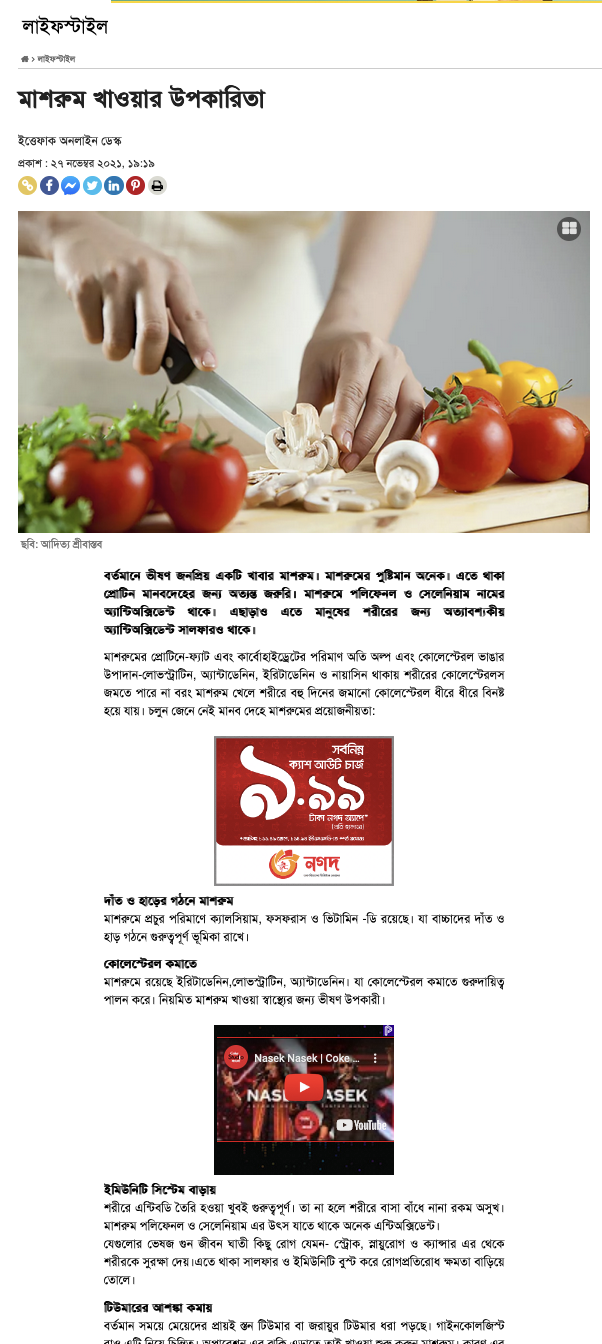 লাইফস্টাইল
> লাইফস্টাইল
মাশরুম খাওয়ার উপকারিতা
ইত্তেফাক অনলাইন ডেস্ক
প্রকাশ : ২৭ নভেম্বর ২০২১, ১৯:১৯
ছবি: আদিত্য শ্রীবাস্তব
বর্তমানে ভীষণ জনপ্রিয় একটি খাবার মাশরুম। মাশরুমের পুষ্টিমান অনেক। এতে থাকা
প্রোটিন মানবদেহের জন্য অত্যন্ত জরুরি। মাশরুমে পলিফেনল ও সেলেনিয়াম নামের
অ্যান্টিঅক্সিডেন্ট থাকে। এছাড়াও এতে মানুষের শরীরের জন্য অত্যাবশ্যকীয়
অ্যান্টিঅক্সিডেন্ট সালফারও থাকে।
মাশরুমের প্রোটিনে-ফ্যাট এবং কার্বোহাইড্রেটের পরিমাণ অতি অল্প এবং কোলেস্টেরল ভাঙার
উপাদান-লোভস্ট্রাটিন, অ্যান্টাডেনিন, ইরিটাডেনিন ও নায়াসিন থাকায় শরীরের কোলেস্টেরলস
জমতে পারে না বরং মাশরুম খেলে শরীরে বহু দিনের জমানো কোলেস্টেরল ধীরে ধীরে বিনষ্ট
হয়ে যায়। চলুন জেনে নেই মানব দেহে মাশরুমের প্রয়োজনীয়তা:
সর্বনিম্ন
ক্যাশ আউট চার্জ
৯.৯৯
টাকা নগদ অ্যাপে*
(প্রতি হাজারে)
নগদ
দাঁত ও হাড়ের গঠনে মাশরুম
মাশরুমে প্রচুর পরিমাণে ক্যালসিয়াম, ফসফরাস ও ভিটামিন -ডি রয়েছে। যা বাচ্চাদের দাঁত ও
হাড় গঠনে গুরুত্বপূর্ণ ভূমিকা রাখে।
কোলেস্টেরল কমাতে
মাশরুমে রয়েছে ইরিটাডেনিন,লোভস্ট্রাটিন, অ্যান্টাডেনিন। যা কোলেস্টেরল কমাতে গুরুদায়িত্ব
পালন করে। নিয়মিত মাশরুম খাওয়া স্বাস্থ্যের জন্য ভীষণ উপকারী।
Nasek Nasek | Coke ...
NASEK NASEK
YouTube
ইমিউনিটি সিস্টেম বাড়ায়
শরীরে এন্টিবডি তৈরি হওয়া খুবই গুরুত্বপূর্ণ। তা না হলে শরীরে বাসা বাঁধে নানা রকম অসুখ।
মাশরুম পলিফেনল ও সেলেনিয়াম এর উৎস যাতে থাকে অনেক এন্টিঅক্সিডেন্ট।
যেগুলোর ভেষজ গুন জীবন ঘাতী কিছু রোগ যেমন- স্ট্রোক, স্নায়ুরোগ ও ক্যান্সার এর থেকে
শরীরকে সুরক্ষা দেয়।এতে থাকা সালফার ও ইমিউনিটি বুস্ট করে রোগপ্রতিরোধ ক্ষমতা বাড়িয়ে
তোলে।
টিউমারের আশঙ্কা কমায়
বর্তমান সময়ে মেয়েদের প্রায়ই স্তন টিউমার বা জরায়ুর টিউমার ধরা পড়ছে। গাইনকোলজিস্ট